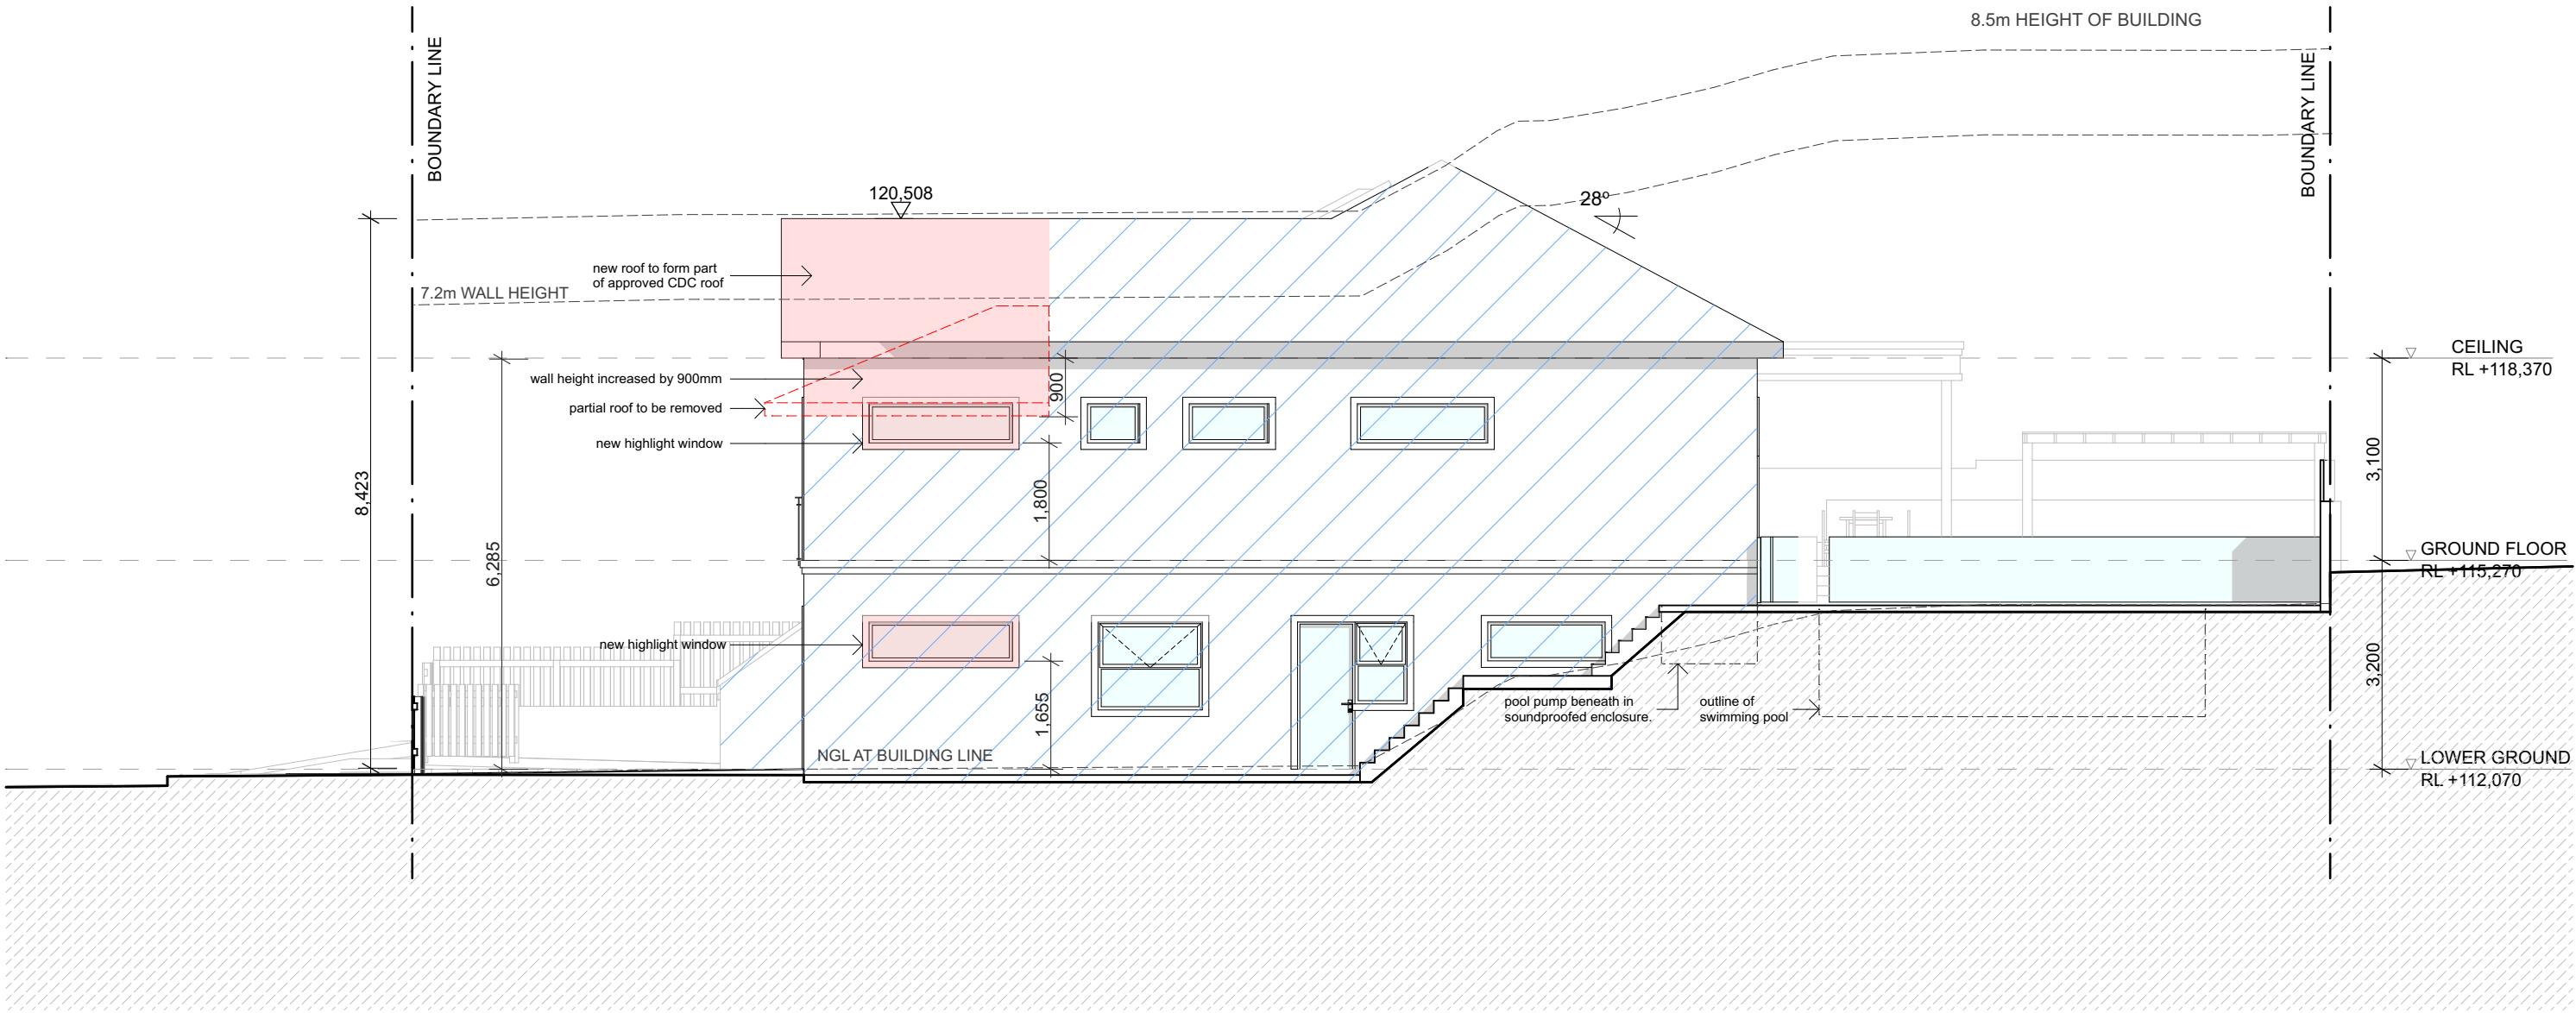 8.5m HEIGHT OF BUILDING
BOUNDARY LINE
BOUNDARY LINE
120,508
28º
new roof to form part
of approved CDC roof
7.2m WALL HEIGHT
CEILING
RL +118,370
wall height increased by 900mm
900
partial roof to be removed
new highlight window
8,423
1,800
3,100
6,285
GROUND FLOOR
RL +115,270
new highlight window
1,655
3,200
pool pump beneath in
soundproofed enclosure.
outline of
swimming pool
NGL AT BUILDING LINE
LOWER GROUND
RL +112,070